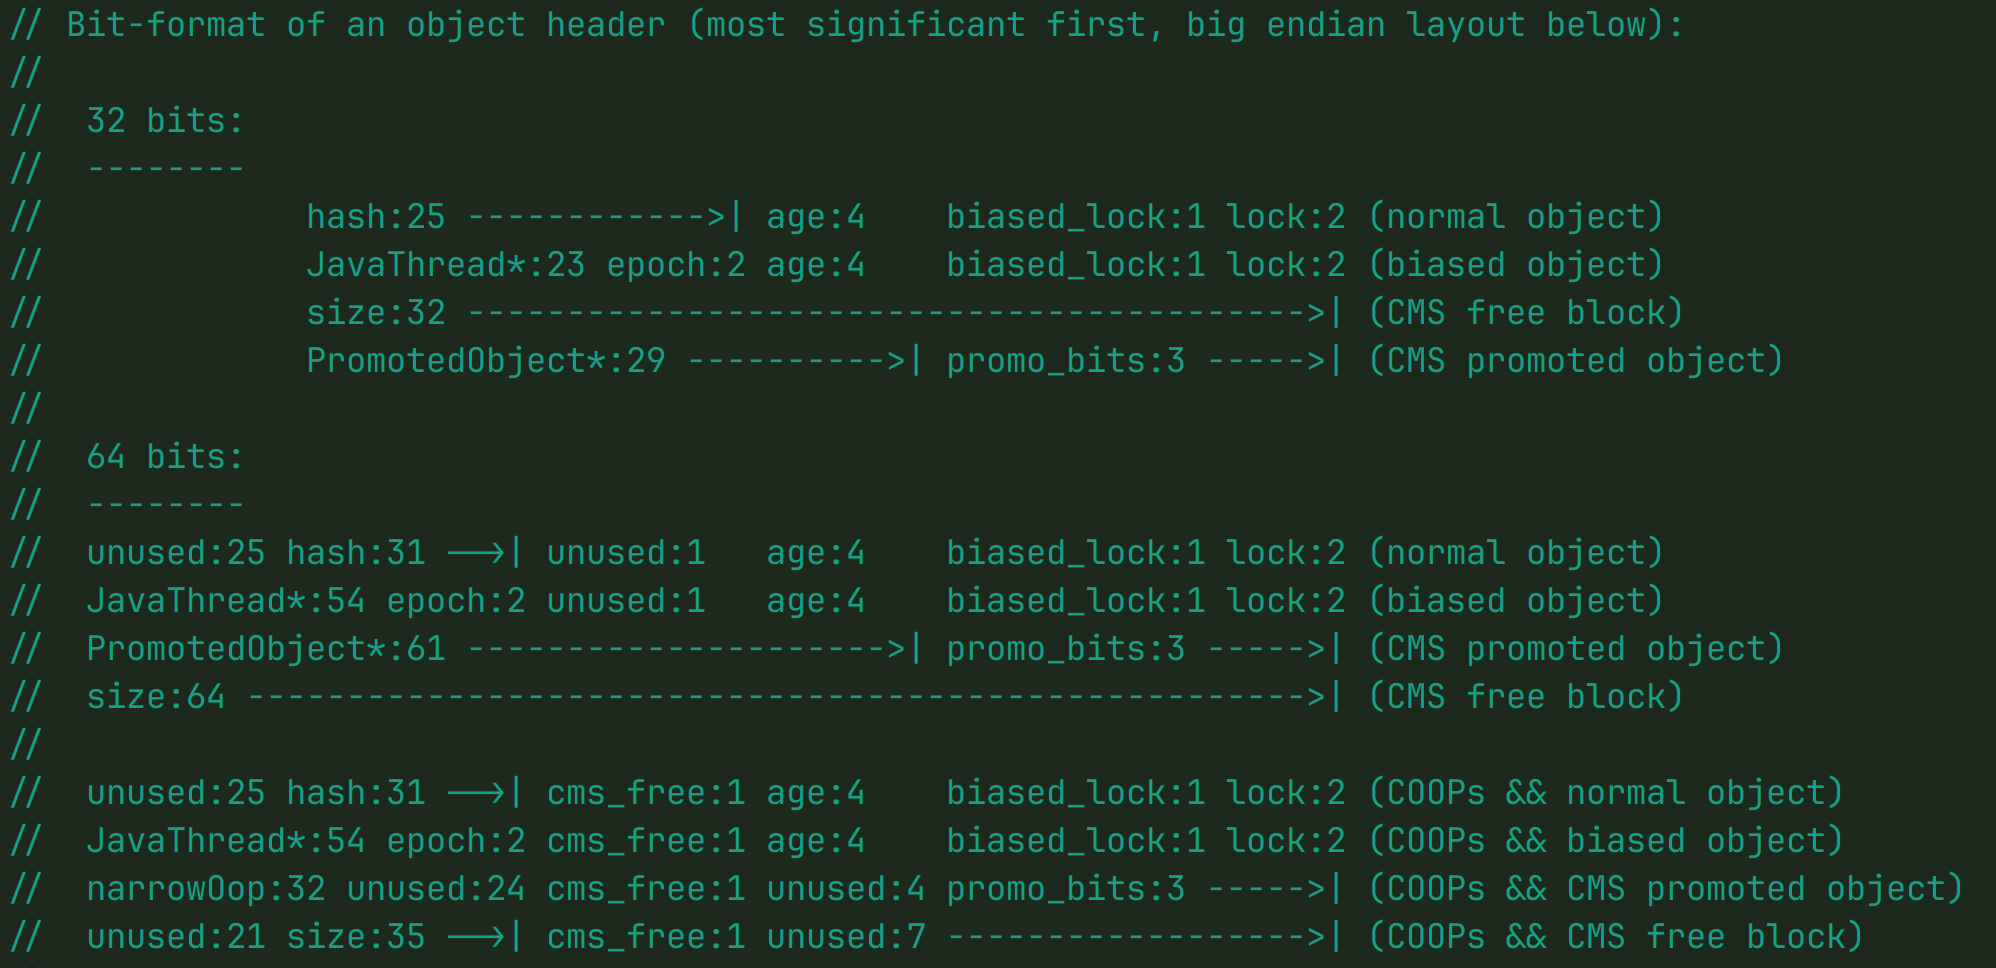 // Bit-format of an object header (most significant first, big endian layout below):
//
//  32 bits:
//  --------
//             hash:25 ------------>| age:4    biased_lock:1 lock:2 (normal object)
//             JavaThread*:23 epoch:2 age:4    biased_lock:1 lock:2 (biased object)
//             size:32 ------------------------------------------>| (CMS free block)
//             PromotedObject*:29 ---------->| promo_bits:3 ----->| (CMS promoted object)
//
//  64 bits:
//  --------
//  unused:25 hash:31 -->| unused:1   age:4    biased_lock:1 lock:2 (normal object)
//  JavaThread*:54 epoch:2 unused:1   age:4    biased_lock:1 lock:2 (biased object)
//  PromotedObject*:61 --------------------->| promo_bits:3 ----->| (CMS promoted object)
//  size:64 ----------------------------------------------------->| (CMS free block)
//
//  unused:25 hash:31 -->| cms_free:1 age:4    biased_lock:1 lock:2 (COOPs && normal object)
//  JavaThread*:54 epoch:2 cms_free:1 age:4    biased_lock:1 lock:2 (COOPs && biased object)
//  narrowOop:32 unused:24 cms_free:1 unused:4 promo_bits:3 ----->| (COOPs && CMS promoted object)
//  unused:21 size:35 -->| cms_free:1 unused:7 ------------------>| (COOPs && CMS free block)